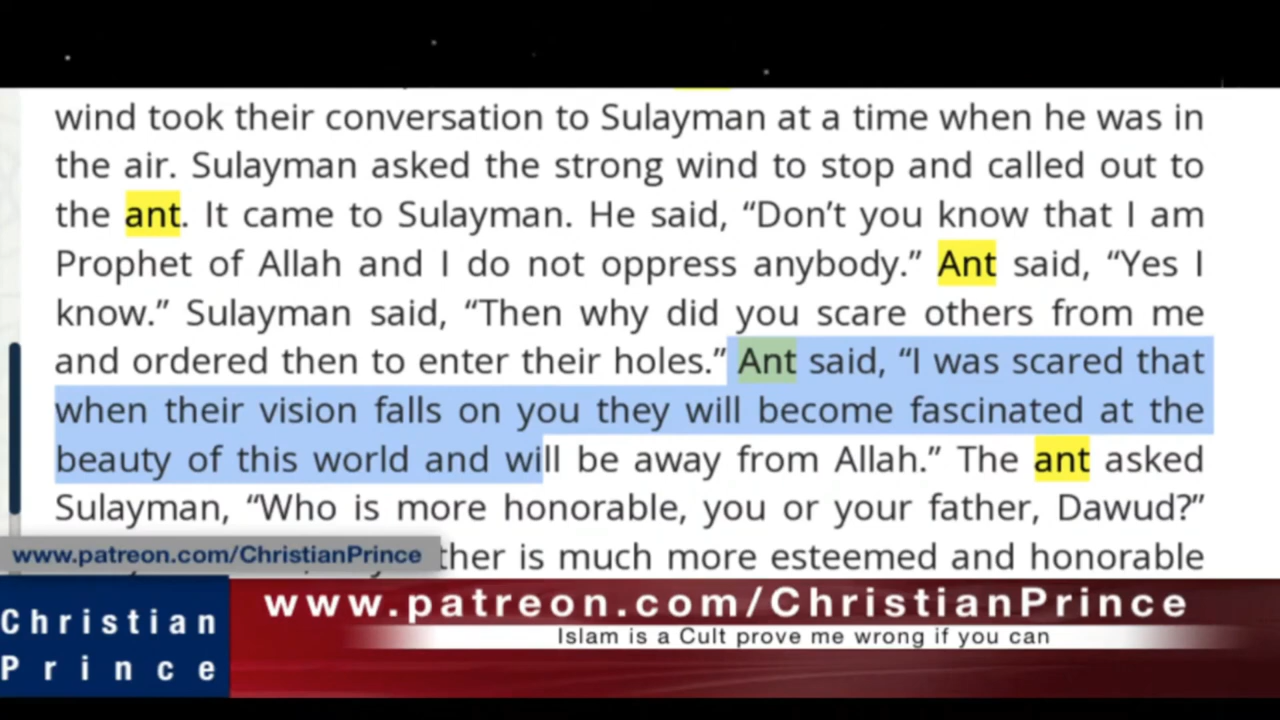 wind took their conversation to Sulayman at a time when he was in
the air. Sulayman asked the strong wind to stop and called out to
the ant. It came to Sulayman. He said, “Don’t you know that I am
Prophet of Allah and I do not oppress anybody.” Ant said, “Yes I
know.” Sulayman said, “Then why did you scare others from me
and ordered then to enter their holes.” Ant said, “I was scared that
when their vision falls on you they will become fascinated at the
beauty of this world and will be away from Allah.” The ant asked
Sulayman, “Who is more honorable, you or your father, Dawud?”
is much more esteemed and honorable
www.patreon.com/ChristianPrince
Christian
Prince
www.patreon.com/ChristianPrince
Islam is a Cult prove me wrong if you can